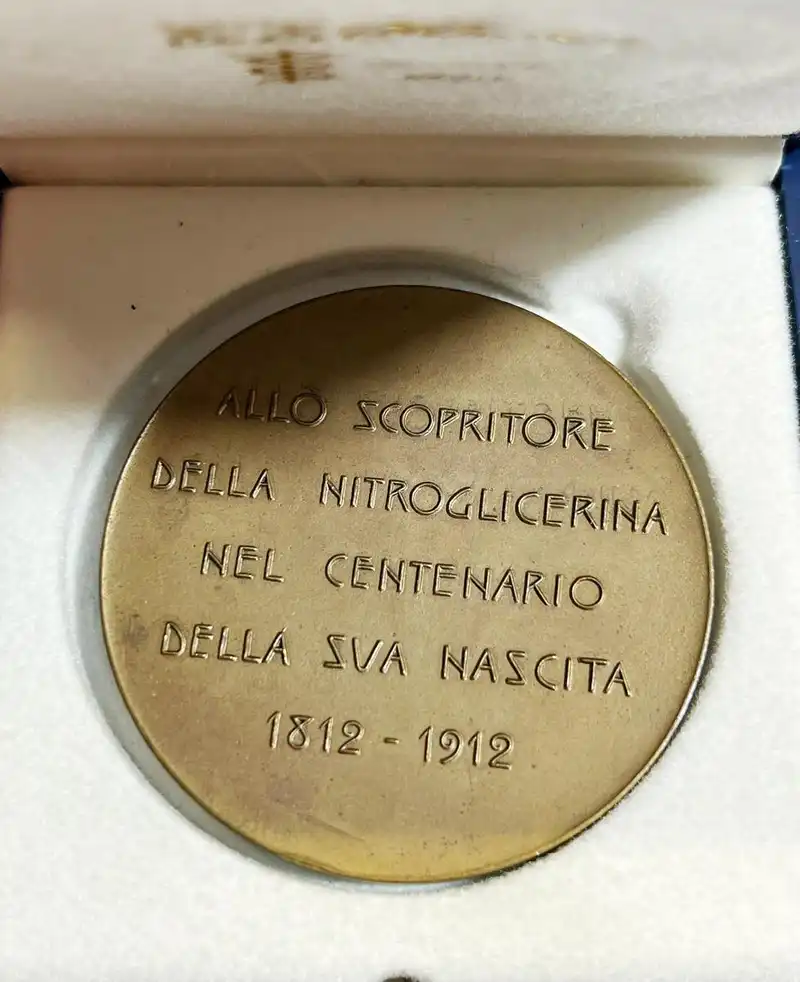 ALLO SCOPRITORE
DELLA NITROGLICERINA
NEL CENTENARIO
DELLA SVA NASCITA
1812 - 1912